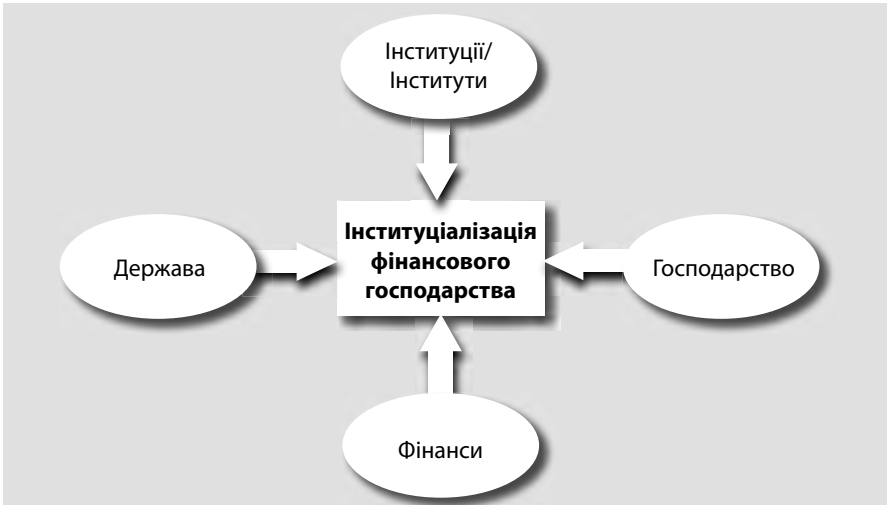 Інституції/
Інститути
Держава
Інституціалізація
фінансового
господарства
Господарство
Фінанси